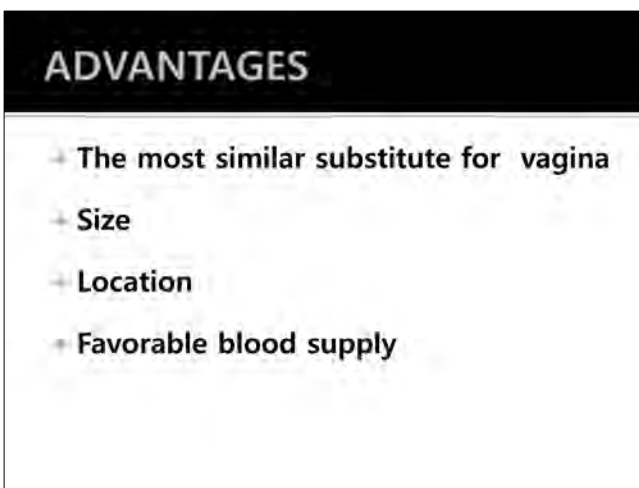 ADVANTAGES
The most similar substitute for vagina
Size
Location
Favorable blood supply